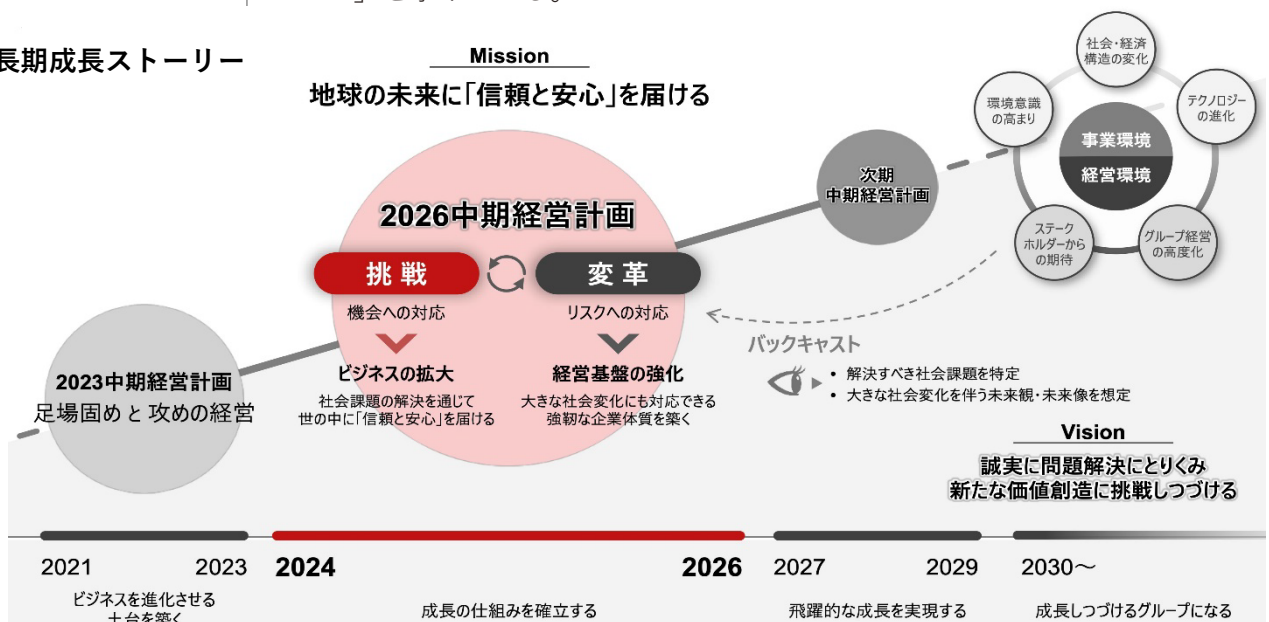 長期成長ストーリー
Mission
地球の未来に「信頼と安心」を届ける
社会・経済
構造の変化
環境意識
の高まり
テクノロジー
の進化
事業環境
経営環境
ステーク
ホルダーから
の期待
グループ経営
の高度化
次期
中期経営計画
2026中期経営計画
挑戦
変革
機会への対応
リスクへの対応
ビジネスの拡大
経営基盤の強化
社会課題の解決を通じて
世の中に「信頼と安心」を届ける
大きな社会変化にも対応できる
強靭な企業体質を築く
2023中期経営計画
足場固めと攻めの経営
バックキャスト
• 解決すべき社会課題を特定
• 大きな社会変化を伴う未来観・未来像を想定
Vision
誠実に問題解決にとりくみ
新たな価値創造に挑戦しつづける
2021 2023 2024 2026 2027 2029 2030～
ビジネスを進化させる
土台を築く
成長の仕組みを確立する
飛躍的な成長を実現する
成長しつづけるグループになる